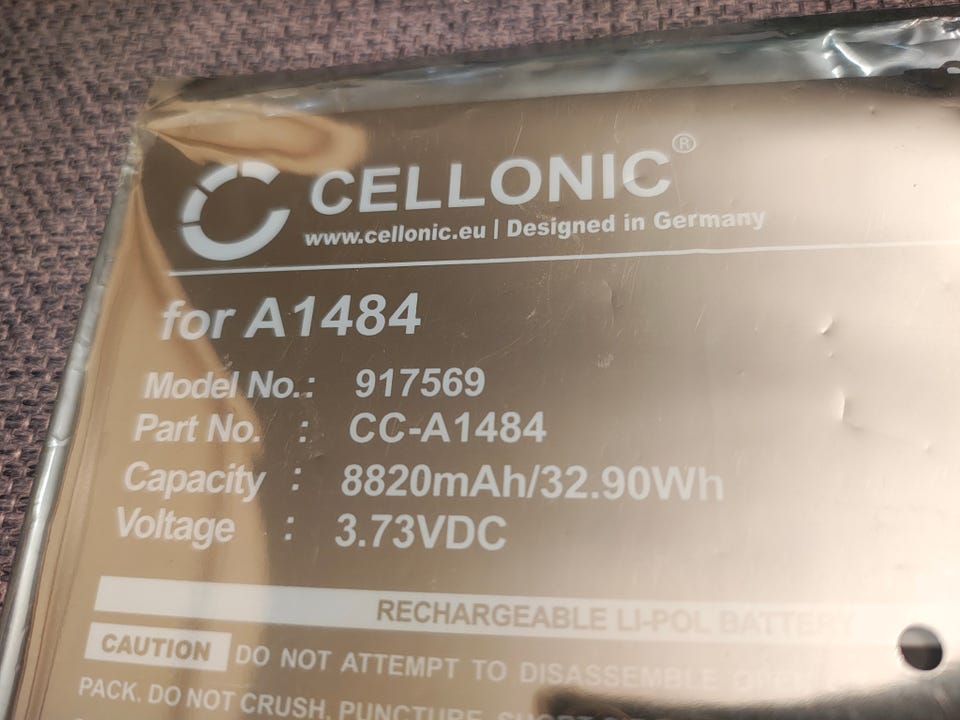 CELLONIC®
www.cellonic.eu | Designed in Germany
for A1484
Model No.: 917569
Part No. : CC-A1484
Capacity : 8820mAh/32.90Wh
Voltage : 3.73VDC
RECHARGEABLE LI-POL BATTERY
CAUTION DO NOT ATTEMPT TO DISASSEMBLE
PACK. DO NOT CRUSH, PUNCTURE, SHORT